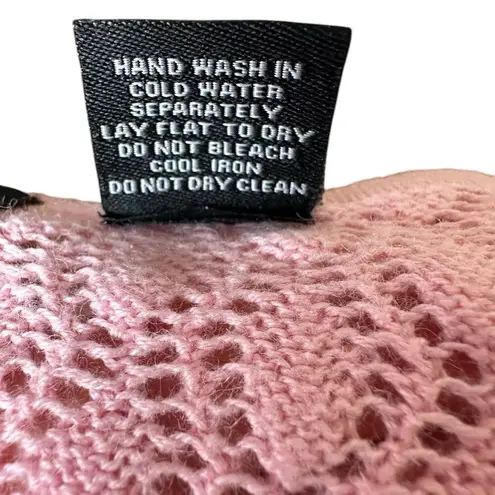 HAND WASH IN
COLD WATER
SEPARATELY
LAY FLAT TO DRY
DO NOT BLEACH
COOL IRON
DO NOT DRY CLEAN